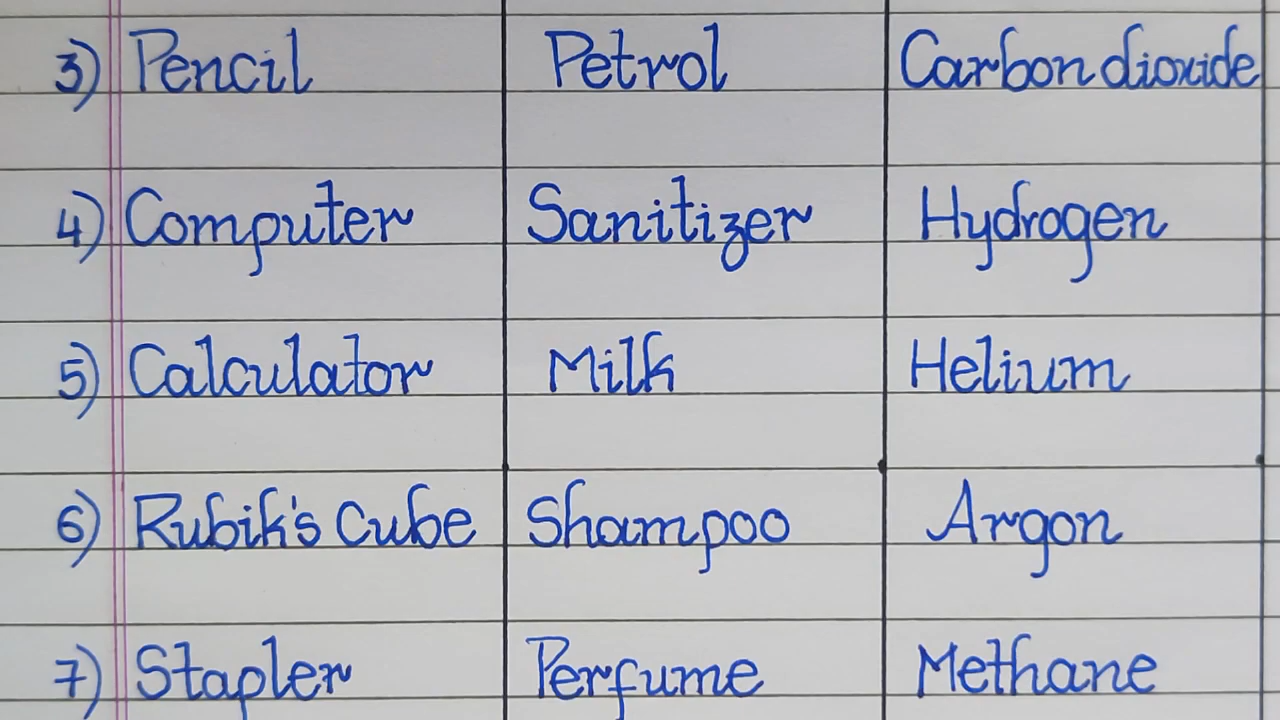 3) Pencil Petrol Carbon dioxide
4) Computer Sanitizer Hydrogen
5) Calculator Milk Helium
6) Rubik's Cube Shampoo Argon
7) Stapler Perfume Methane